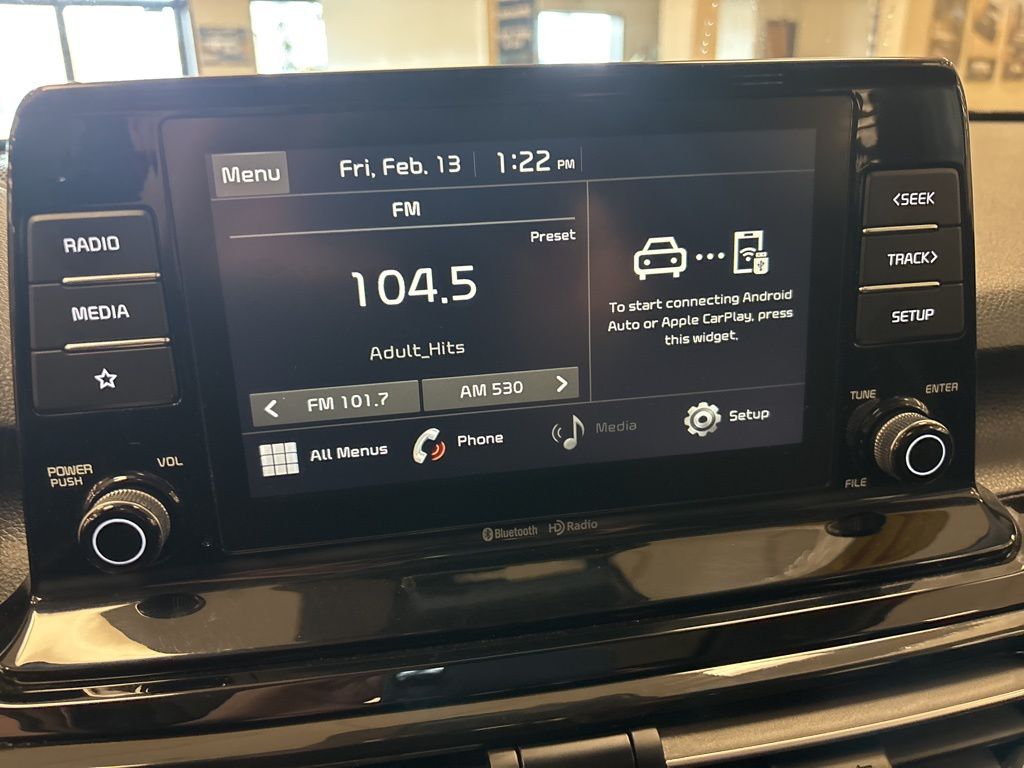 Menu
Fri, Feb. 13
1:22 PM
FM
Preset
104.5
Adult_Hits
FM 101.7
AM 530
To start connecting Android
Auto or Apple CarPlay, press
this widget.
All Menus
Phone
Media
Setup
RADIO
MEDIA
POWER
PUSH
VOL
<SEEK
TRACK>
SETUP
TUNE
ENTER
FILE
Bluetooth
HD Radio